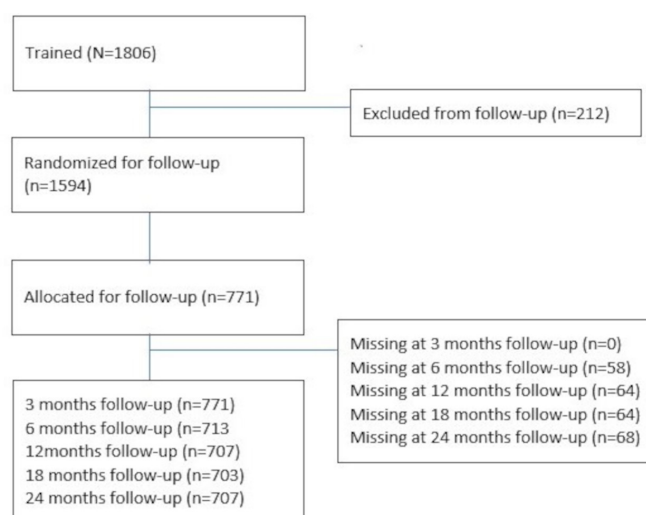 Trained (N=1806)
Excluded from follow-up (n=212)
Randomized for follow-up
(n=1594)
Allocated for follow-up (n=771)
Missing at 3 months follow-up (n=0)
Missing at 6 months follow-up (n=58)
Missing at 12 months follow-up (n=64)
Missing at 18 months follow-up (n=64)
Missing at 24 months follow-up (n=68)
3 months follow-up (n=771)
6 months follow-up (n=713
12months follow-up (n=707)
18 months follow-up (n=703)
24 months follow-up (n=707)